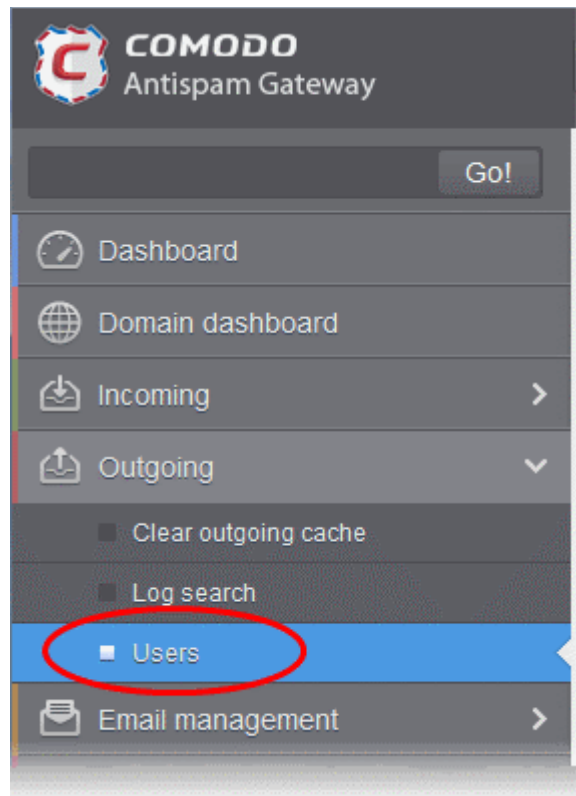 COMODO
Antispam Gateway
Go!
Dashboard
Domain dashboard
Incoming
Outgoing
Clear outgoing cache
Log search
Users
Email management